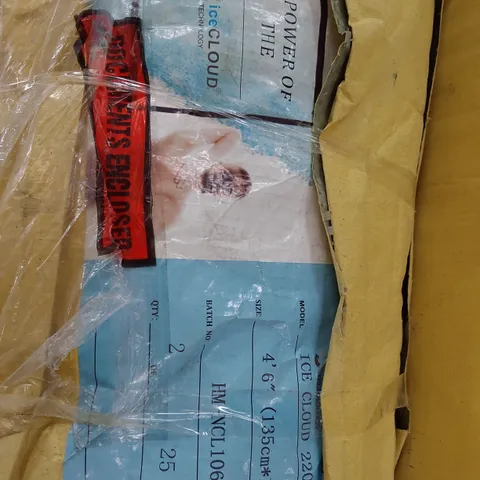 POWER OF
THE
iceCLOUD
TECHNOLOGY
DOCUMENTS ENCLOSED
MODEL ICE CLOUD 220
SIZE 4'6" (135cm*
BATCH NO
QTY: 2
25